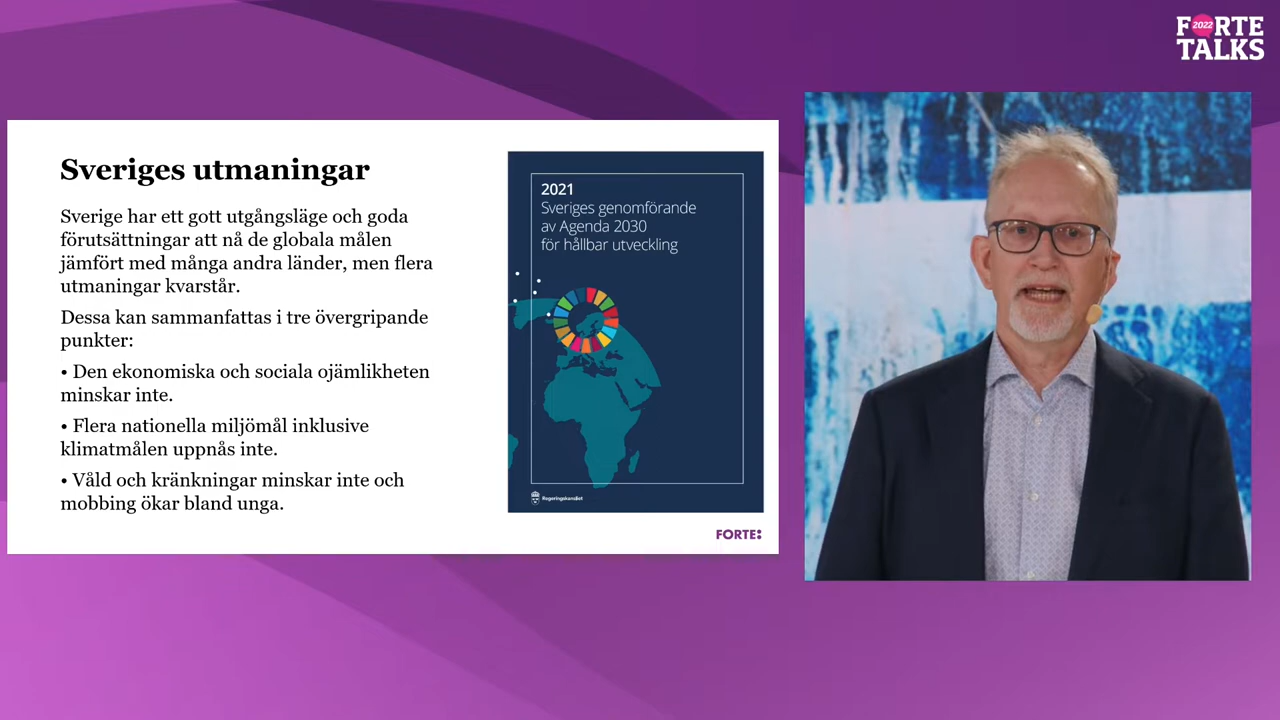 FORTE
2022
TALKS
Sveriges utmaningar
Sverige har ett gott utgångsläge och goda
förutsättningar att nå de globala målen
jämfört med många andra länder, men flera
utmaningar kvarstår.
Dessa kan sammanfattas i tre övergripande
punkter:
• Den ekonomiska och sociala ojämlikheten
minskar inte.
• Flera nationella miljömål inklusive
klimatmålen uppnås inte.
• Våld och kränkningar minskar inte och
mobbing ökar bland unga.
2021
Sveriges genomförande
av Agenda 2030
för hållbar utveckling
Regeringskansliet
FORTE: